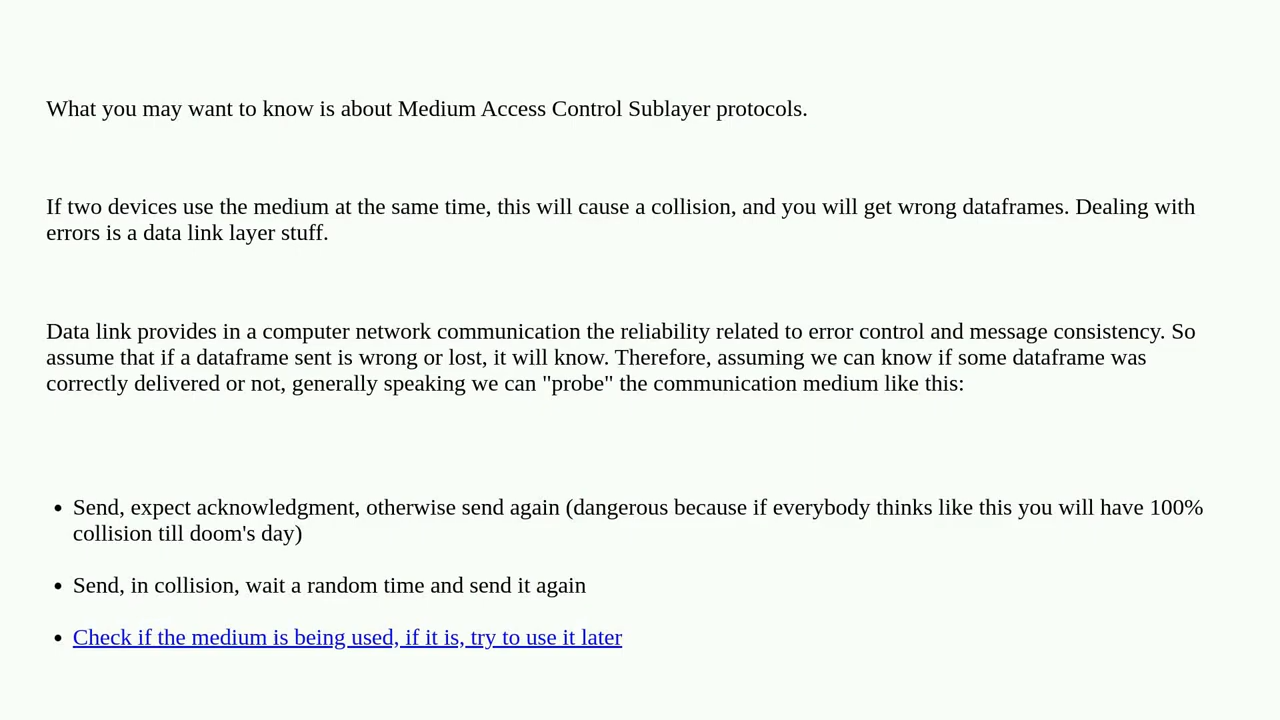 What you may want to know is about Medium Access Control Sublayer protocols.
If two devices use the medium at the same time, this will cause a collision, and you will get wrong dataframes. Dealing with
errors is a data link layer stuff.
Data link provides in a computer network communication the reliability related to error control and message consistency. So
assume that if a dataframe sent is wrong or lost, it will know. Therefore, assuming we can know if some dataframe was
correctly delivered or not, generally speaking we can "probe" the communication medium like this:
• Send, expect acknowledgment, otherwise send again (dangerous because if everybody thinks like this you will have 100%
collision till doom's day)
• Send, in collision, wait a random time and send it again
• Check if the medium is being used, if it is, try to use it later